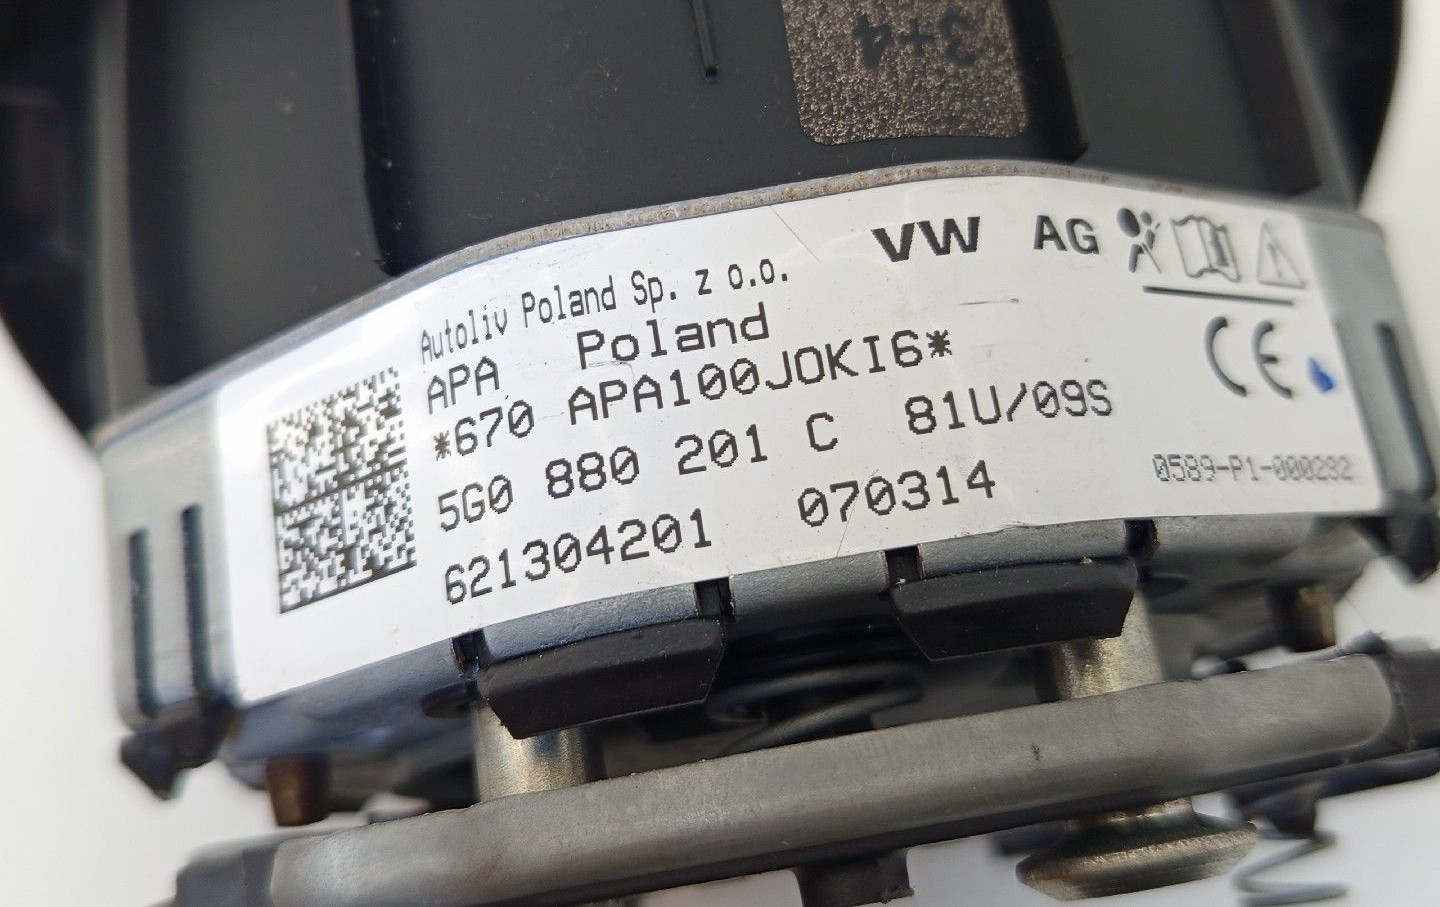 3+4
VW AG
Autoliv Poland Sp. z o.o.
APA Poland
*670 APA100JOKI6*
CE
5G0 880 201 C 81U/09S
621304201 070314
0589-P1-000282